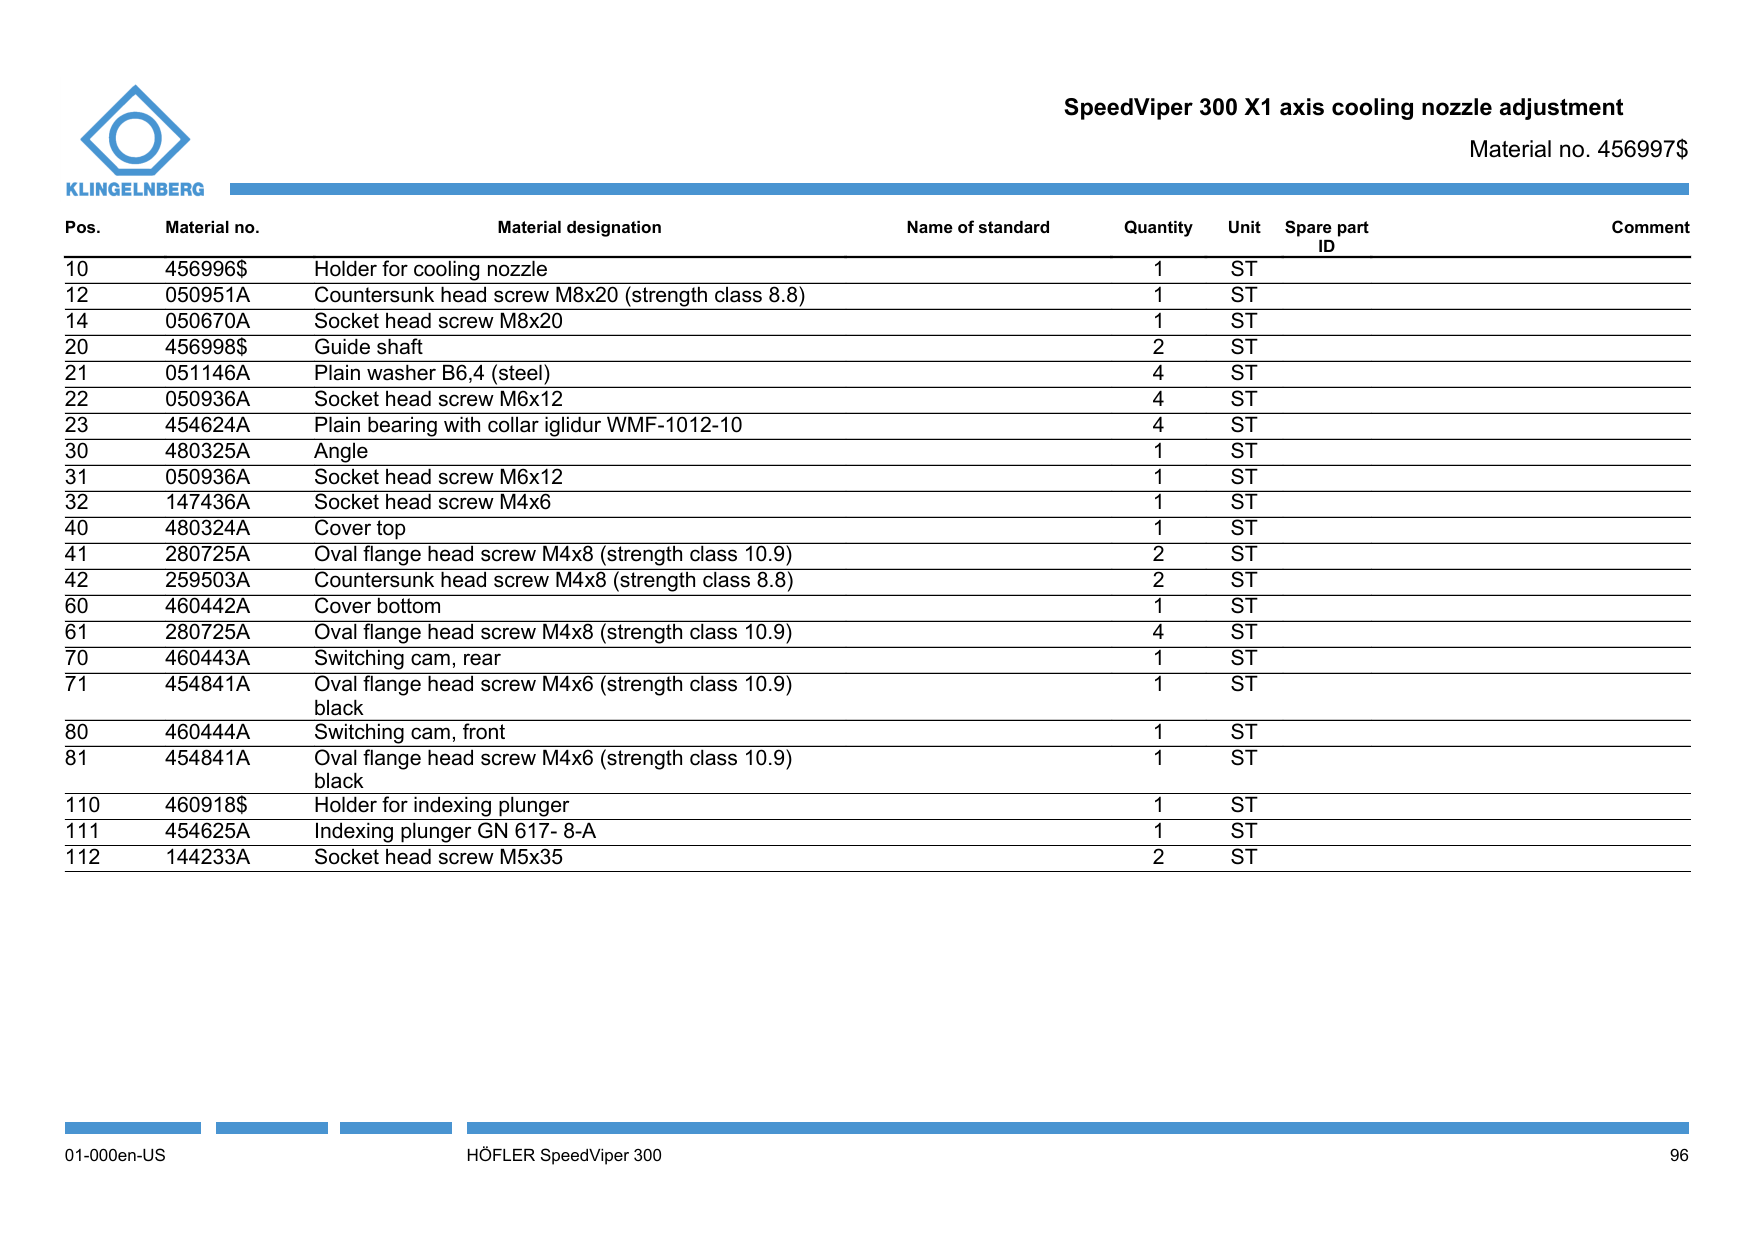 SpeedViper 300 X1 axis cooling nozzle adjustment
Material no. 456997$
KLINGELNBERG
Pos. Material no. Material designation Name of standard Quantity Unit Spare part ID Comment
10 456996$ Holder for cooling nozzle 1 ST
12 050951A Countersunk head screw M8x20 (strength class 8.8) 1 ST
14 050670A Socket head screw M8x20 1 ST
20 456998$ Guide shaft 2 ST
21 051146A Plain washer B6,4 (steel) 4 ST
22 050936A Socket head screw M6x12 4 ST
23 454624A Plain bearing with collar iglidur WMF-1012-10 4 ST
30 480325A Angle 1 ST
31 050936A Socket head screw M6x12 1 ST
32 147436A Socket head screw M4x6 1 ST
40 480324A Cover top 1 ST
41 280725A Oval flange head screw M4x8 (strength class 10.9) 2 ST
42 259503A Countersunk head screw M4x8 (strength class 8.8) 2 ST
60 460442A Cover bottom 1 ST
61 280725A Oval flange head screw M4x8 (strength class 10.9) 4 ST
70 460443A Switching cam, rear 1 ST
71 454841A Oval flange head screw M4x6 (strength class 10.9) 1 ST
black
80 460444A Switching cam, front 1 ST
81 454841A Oval flange head screw M4x6 (strength class 10.9) 1 ST
black
110 460918$ Holder for indexing plunger 1 ST
111 454625A Indexing plunger GN 617- 8-A 1 ST
112 144233A Socket head screw M5x35 2 ST
01-000en-US HÖFLER SpeedViper 300 96